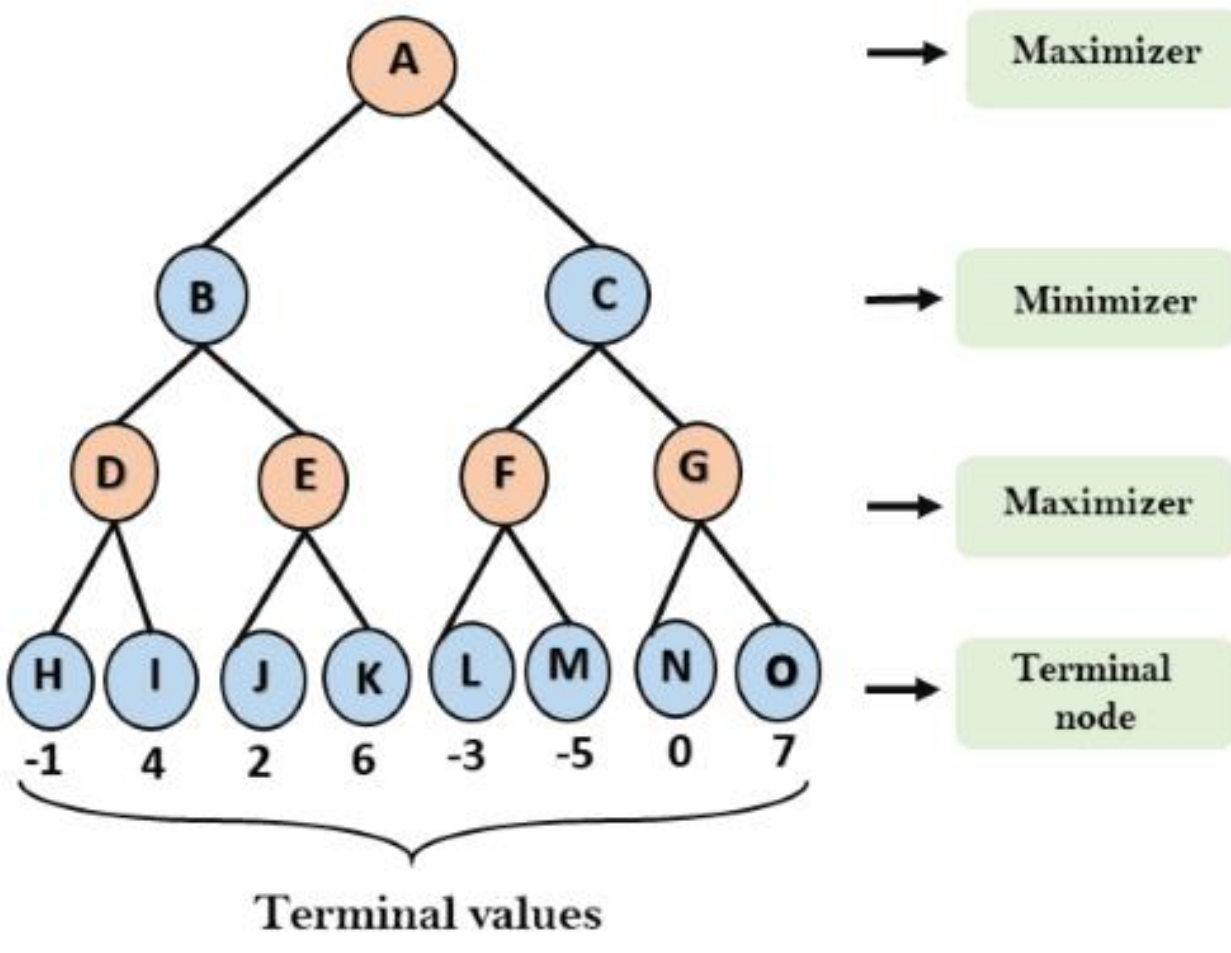 A
Maximizer
B
C
Minimizer
D
E
F
G
Maximizer
H
I
J
K
L
M
N
O
Terminal
node
-1
4
2
6
-3
-5
0
7
Terminal values